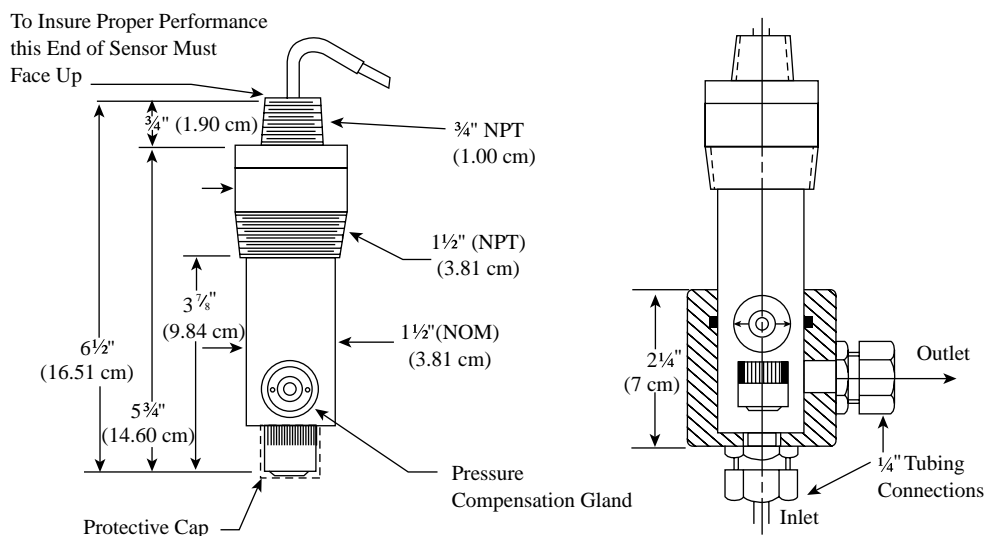 To Insure Proper Performance
this End of Sensor Must
Face Up
¾" (1.90 cm)
¾" NPT
(1.00 cm)
1½" (NPT)
(3.81 cm)
3⅞"
(9.84 cm)
1½"(NOM)
(3.81 cm)
6½"
(16.51 cm)
5¾"
(14.60 cm)
Pressure
Compensation Gland
Protective Cap
2¼"
(7 cm)
Outlet
¼" Tubing
Connections
Inlet